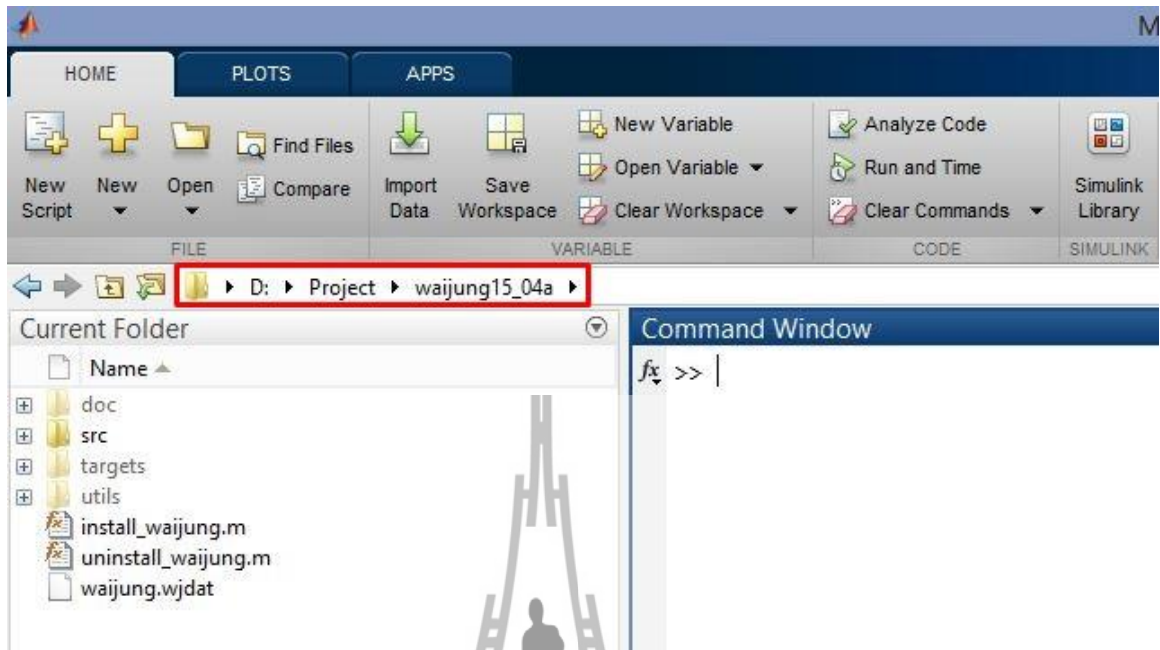 M
HOME PLOTS APPS
New Script
New
Open
Find Files
Compare
Import Data
Save Workspace
New Variable
Open Variable
Clear Workspace
Analyze Code
Run and Time
Clear Commands
Simulink Library
FILE VARIABLE CODE SIMULINK
D: Project waijung15_04a
Current Folder
Name
doc
src
targets
utils
install_waijung.m
uninstall_waijung.m
waijung.wjdat
Command Window
fx >>